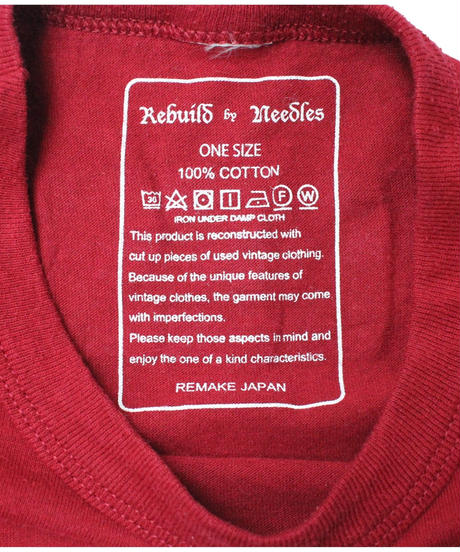 Rebuild by Needles
ONE SIZE
100% COTTON
30 F W
IRON UNDER DAMP CLOTH
This product is reconstructed with
cut up pieces of used vintage clothing.
Because of the unique features of
vintage clothes, the garment may come
with imperfections.
Please keep those aspects in mind and
enjoy the one of a kind characteristics.
REMAKE JAPAN